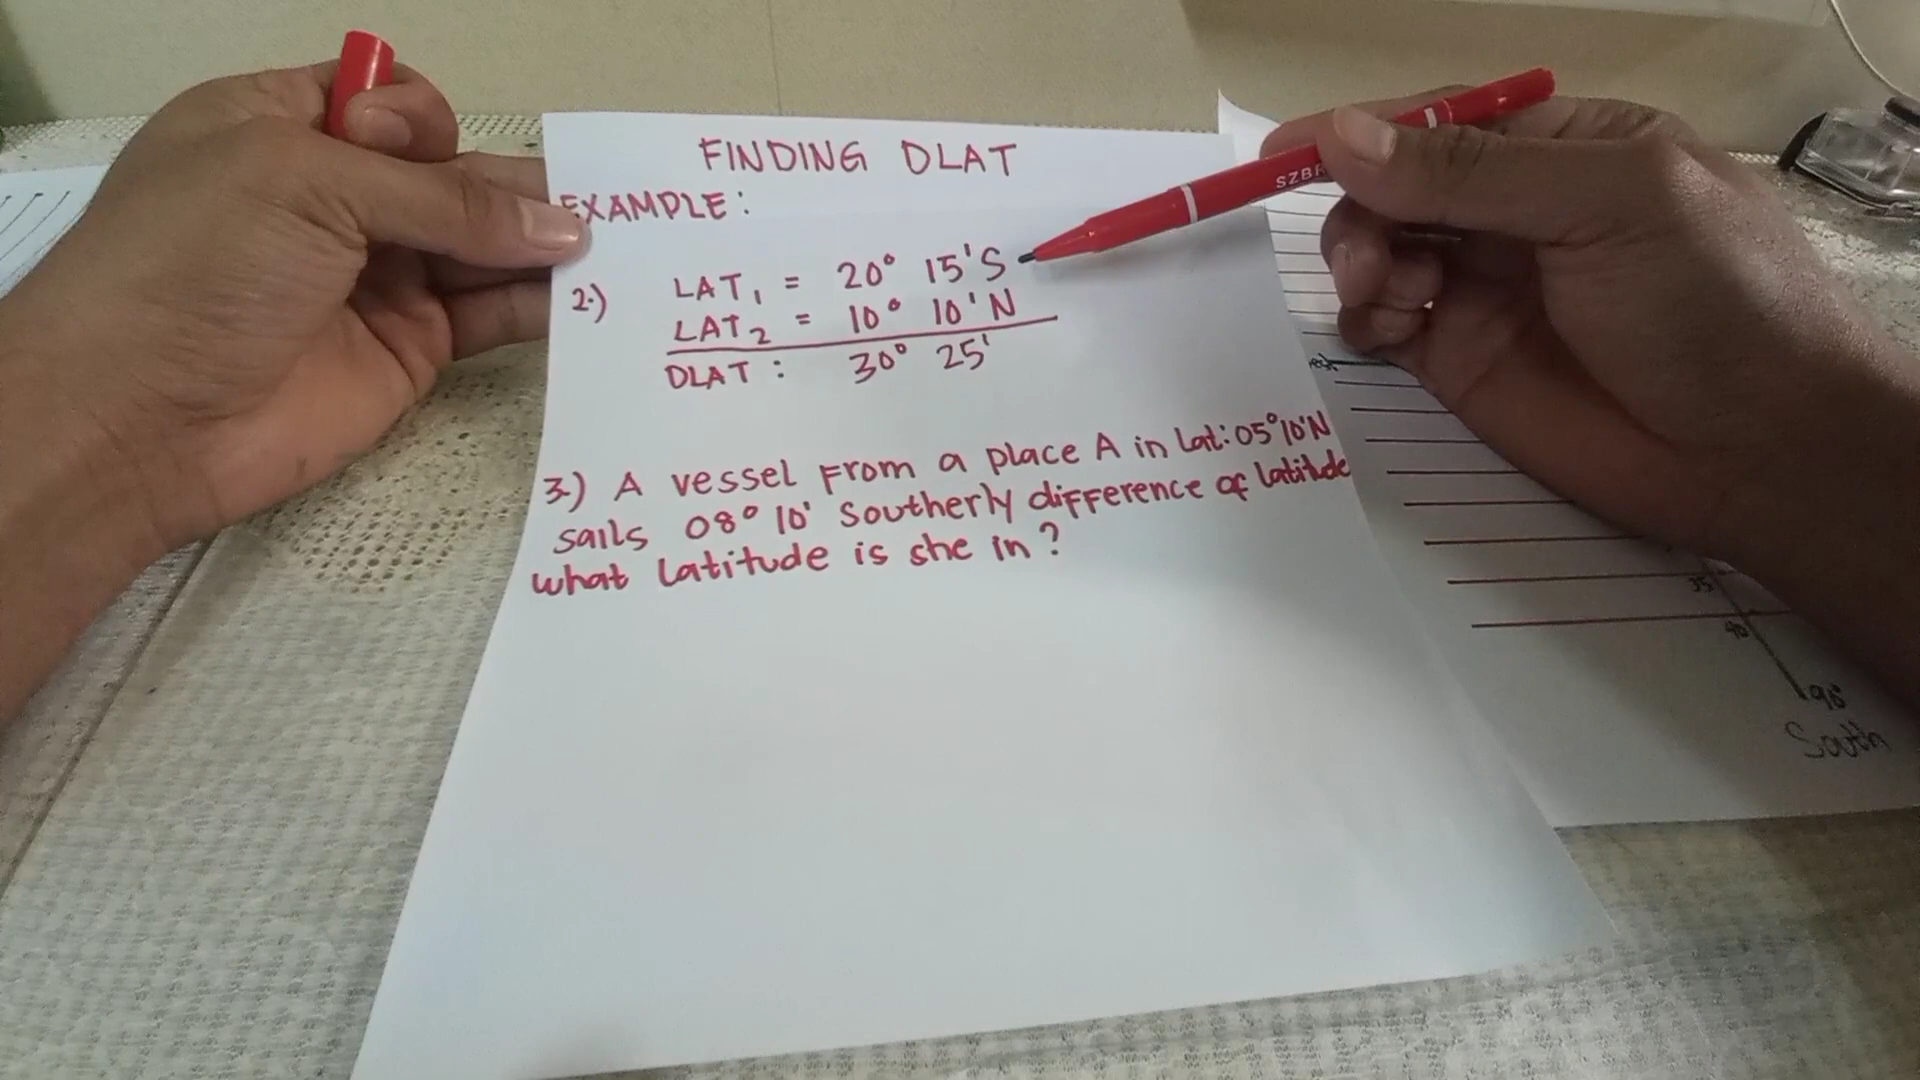 FINDING DLAT
EXAMPLE:
2.) LAT₁ = 20° 15'S
LAT₂ = 10° 10'N
DLAT : 30° 25'
3.) A vessel From a place A in Lat: 05°10'N
sails 08° 10' Southerly difference of latitude
what latitude is she in?
35
South